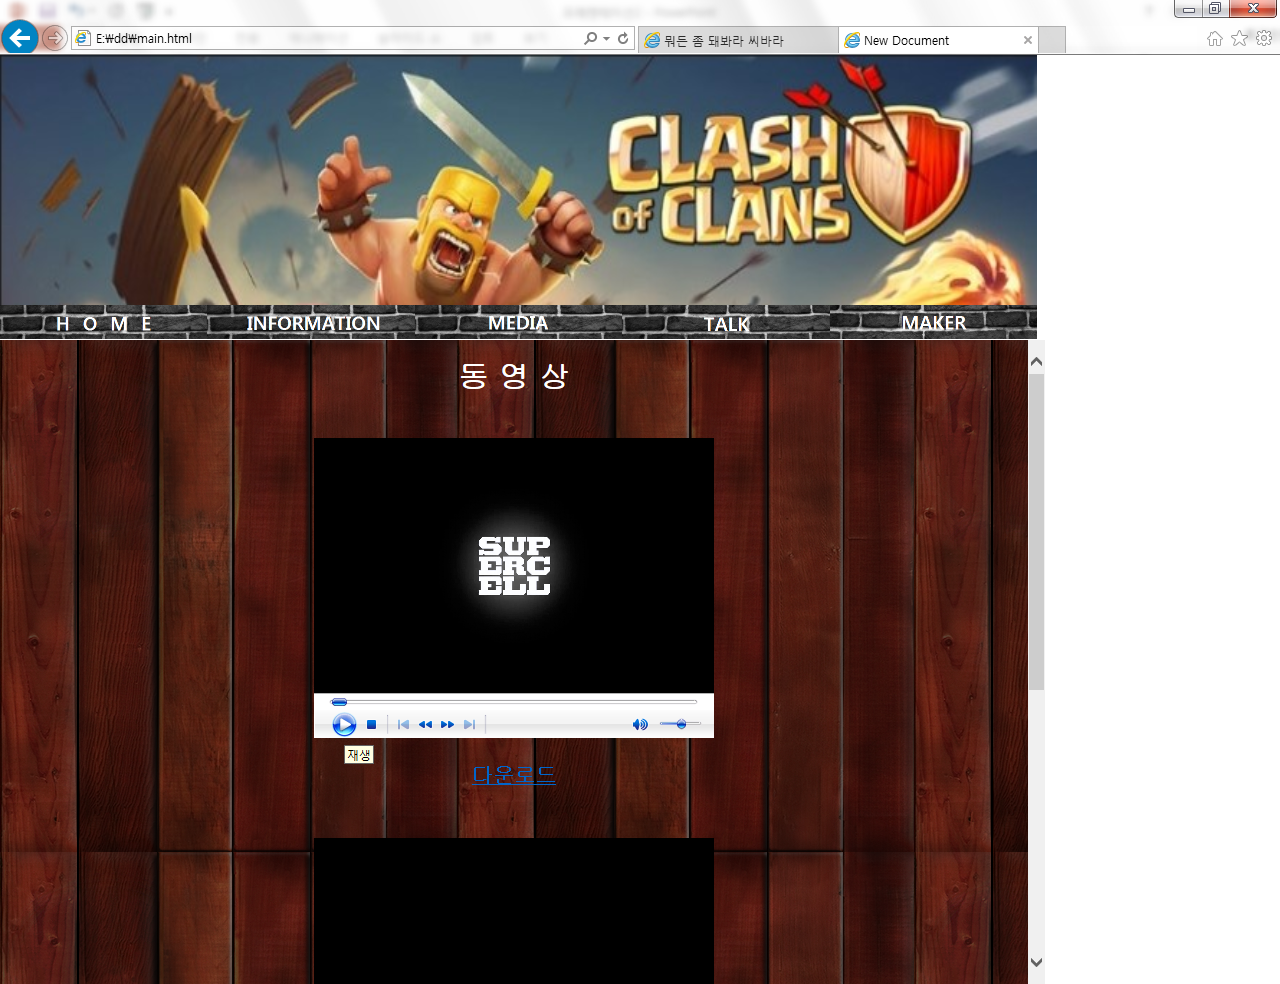 E:₩dd₩main.html
뭐든 좀 돼봐라 씨바라
New Document
CLASH
of CLANS
H O M E
INFORMATION
MEDIA
TALK
MAKER
동 영 상
SUP
ERC
ELL
재생
다운로드